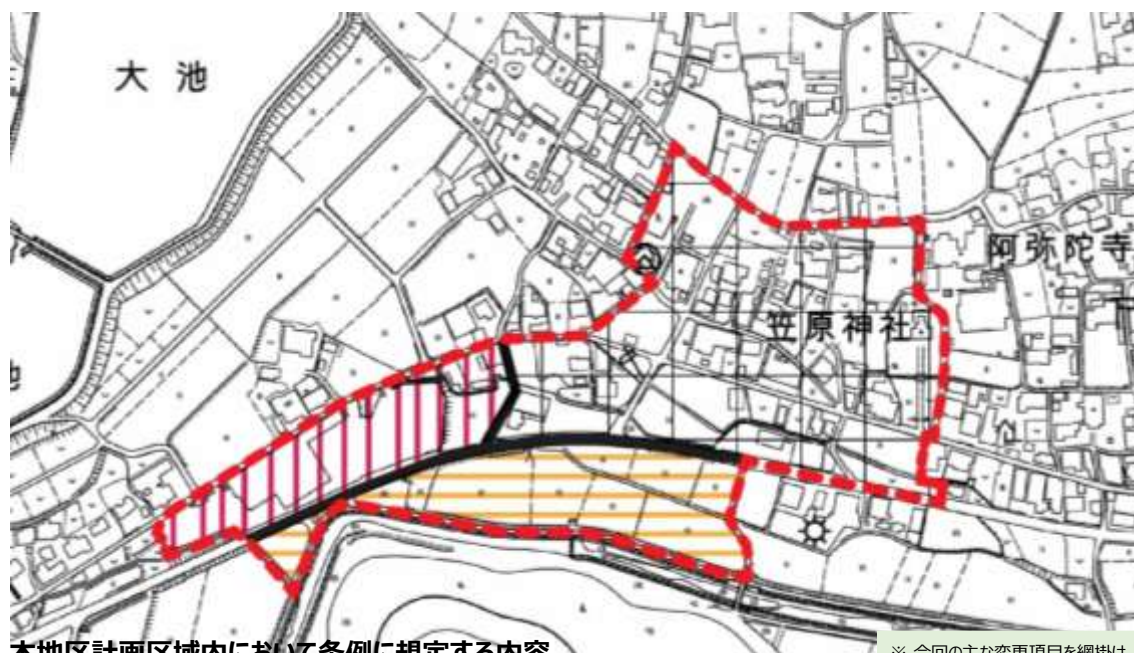 大池
阿弥陀寺
笠原神社
池
本地区計画区域内において条例に規定する内容
※ 今回の主な変更項目を網掛け